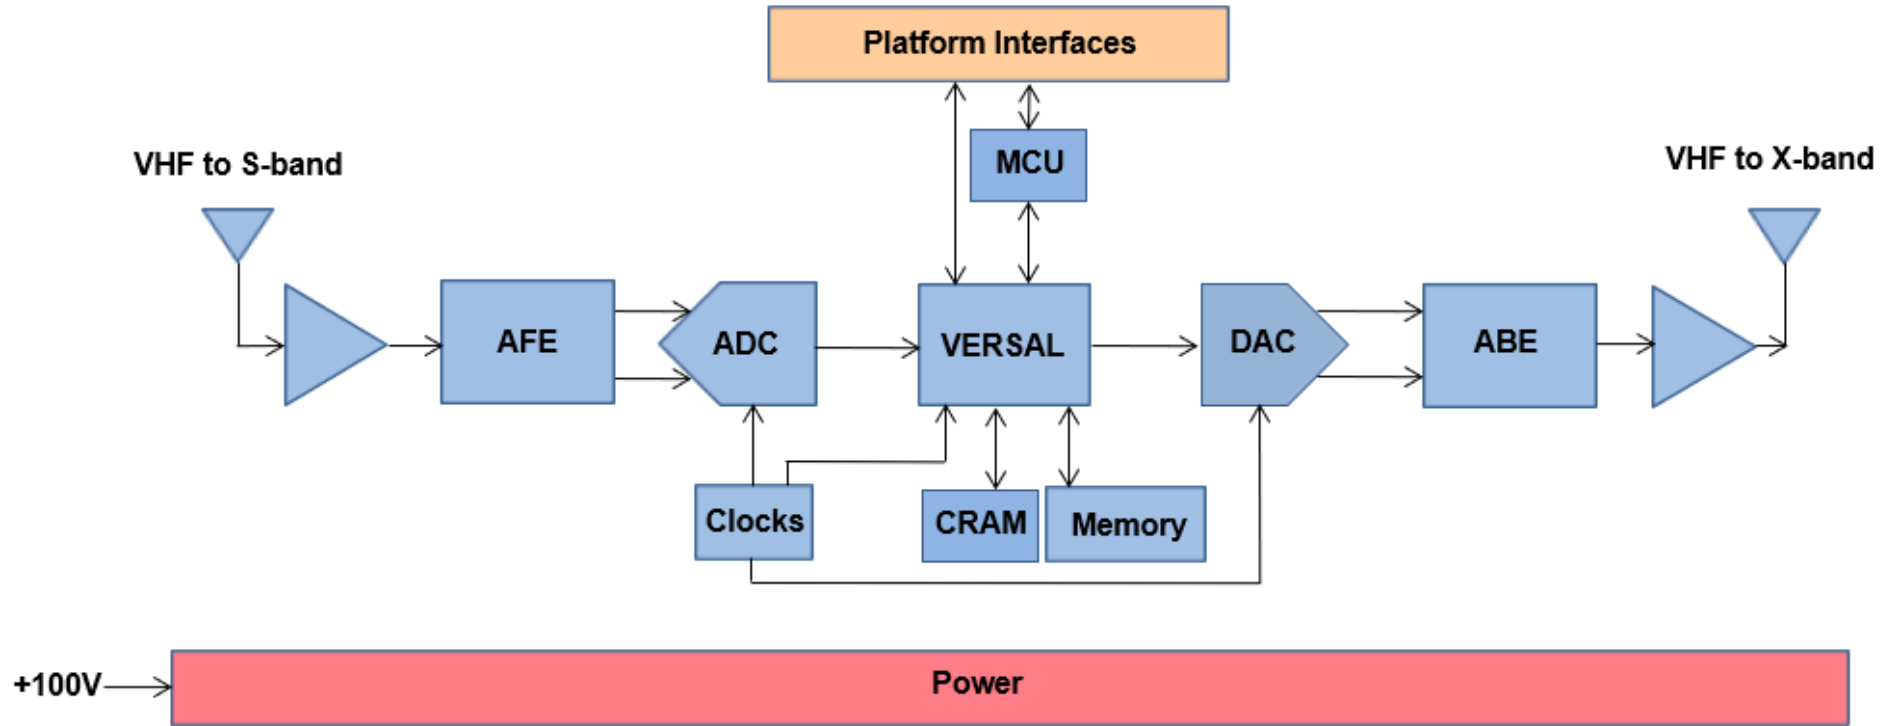 Platform Interfaces
VHF to S-band
MCU
VHF to X-band
AFE
ADC
VERSAL
DAC
ABE
Clocks
CRAM
Memory
+100V
Power